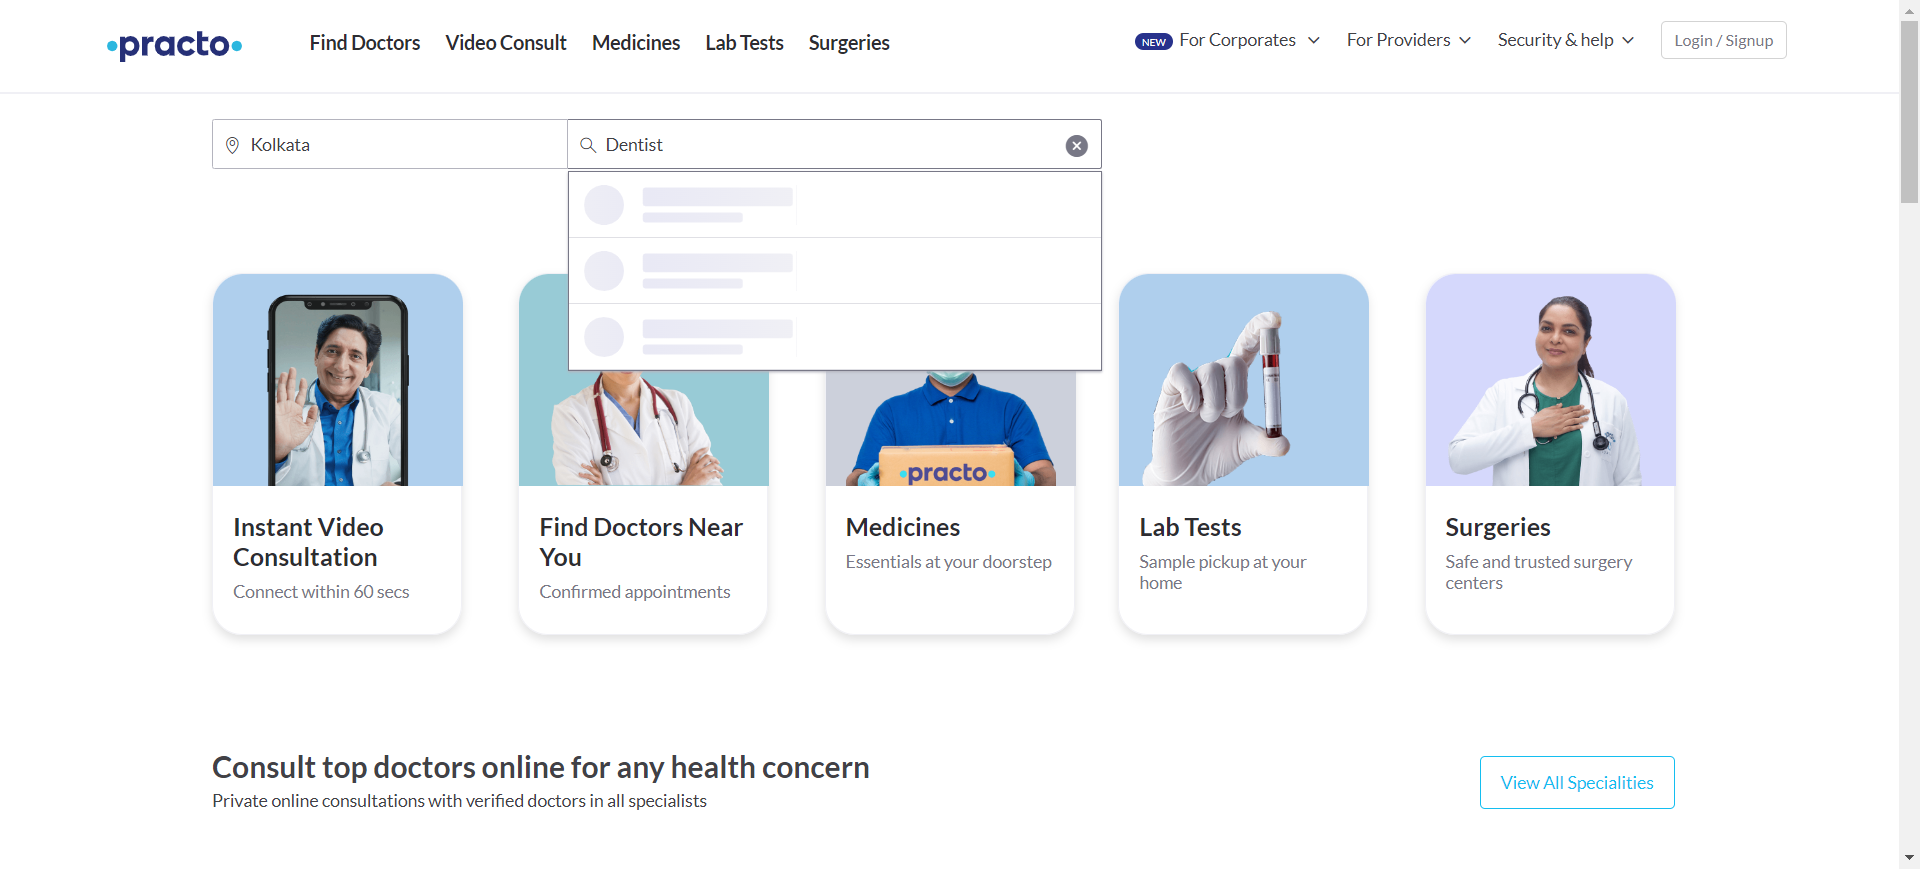 practo
Find Doctors
Video Consult
Medicines
Lab Tests
Surgeries
NEW For Corporates
For Providers
Security & help
Login / Signup
Kolkata
Dentist
practo
Instant Video
Consultation
Connect within 60 secs
Find Doctors Near
You
Confirmed appointments
Medicines
Essentials at your doorstep
Lab Tests
Sample pickup at your
home
Surgeries
Safe and trusted surgery
centers
Consult top doctors online for any health concern
Private online consultations with verified doctors in all specialists
View All Specialities